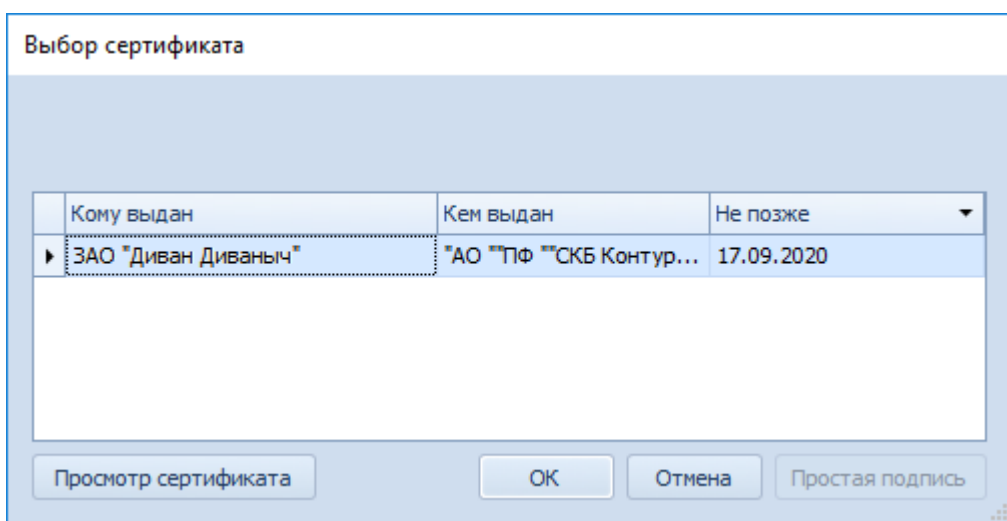 Выбор сертификата
Кому выдан Кем выдан Не позже
ЗАО "Диван Диваныч" "АО ""ПФ ""СКБ Контур... 17.09.2020
Просмотр сертификата ОК Отмена Простая подпись